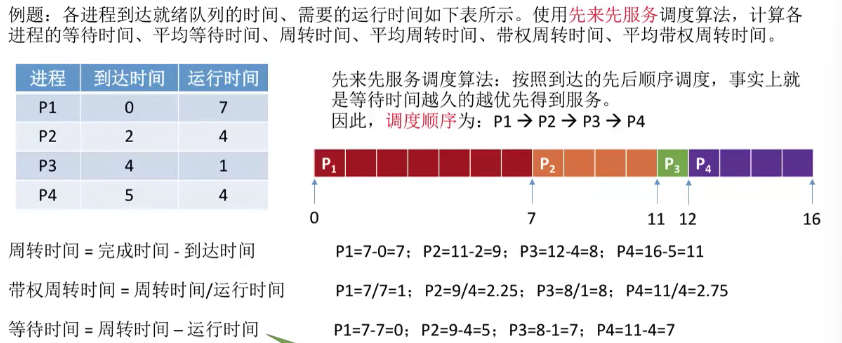 例题：各进程到达就绪队列的时间、需要的运行时间如下表所示。使用先来先服务调度算法，计算各
进程的等待时间、平均等待时间、周转时间、平均周转时间、带权周转时间、平均带权周转时间。
进程 到达时间 运行时间
P1 0 7
P2 2 4
P3 4 1
P4 5 4
先来先服务调度算法：按照到达的先后顺序调度，事实上就
是等待时间越久的越优先得到服务。
因此，调度顺序为：P1 → P2 → P3 → P4
P1 P2 P3 P4
0 7 11 12 16
周转时间 = 完成时间 - 到达时间 P1=7-0=7；P2=11-2=9；P3=12-4=8；P4=16-5=11
带权周转时间 = 周转时间/运行时间 P1=7/7=1；P2=9/4=2.25；P3=8/1=8；P4=11/4=2.75
等待时间 = 周转时间 – 运行时间 P1=7-7=0；P2=9-4=5；P3=8-1=7；P4=11-4=7